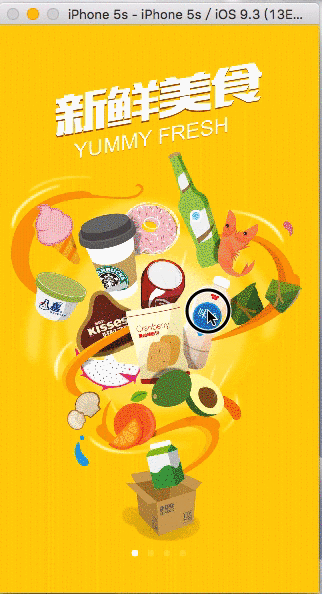 iPhone 5s - iPhone 5s / iOS 9.3 (13E...
新鲜美食
YUMMY FRESH
STARBUCKS
KISSES
Cranberry